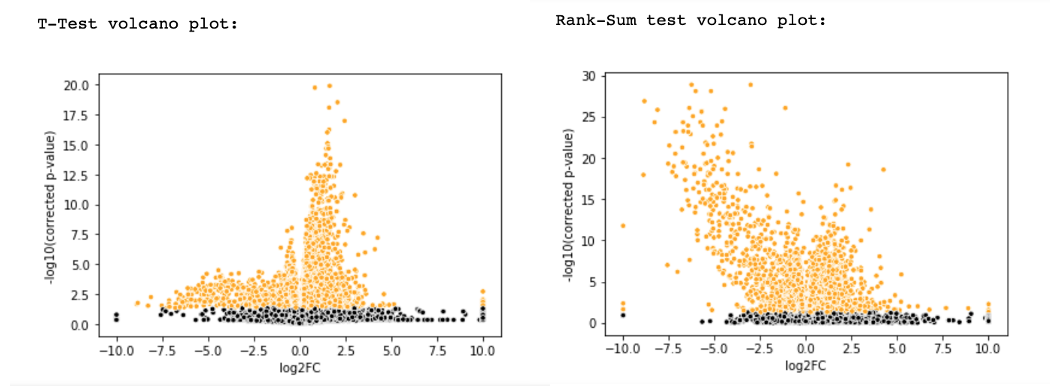 T-Test volcano plot:
Rank-Sum test volcano plot:
20.0
17.5
15.0
12.5
10.0
7.5
5.0
2.5
0.0
-log10(corrected p-value)
−10.0 −7.5 −5.0 −2.5 0.0 2.5 5.0 7.5 10.0
log2FC
30
25
20
15
10
5
0
-log10(corrected p-value)
−10.0 −7.5 −5.0 −2.5 0.0 2.5 5.0 7.5 10.0
log2FC